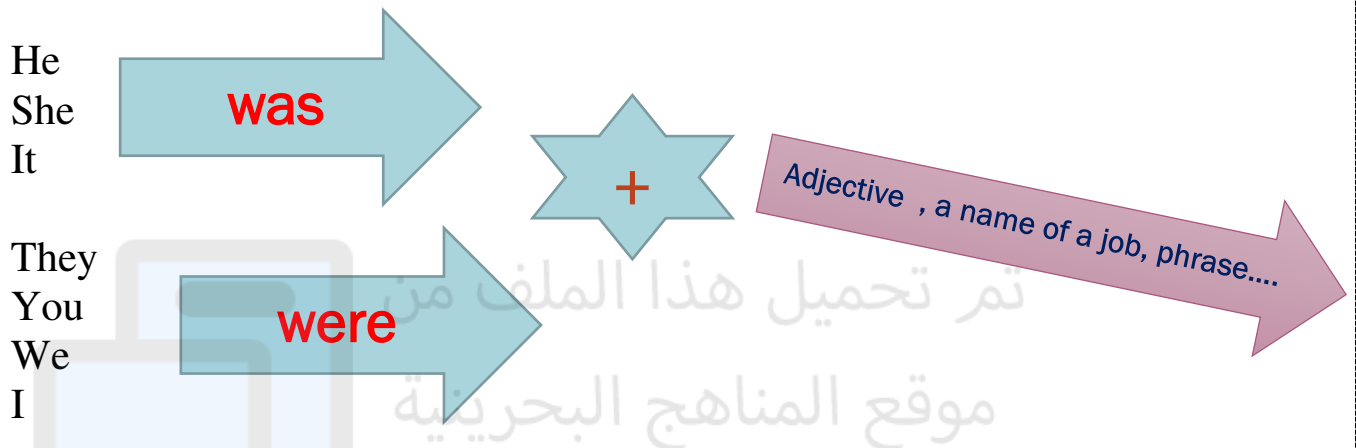 He
She
It
was
+
Adjective , a name of a job, phrase....
They
You
We
I
were
تم تحميل هذا الملف من
موقع المناهج البحرينية